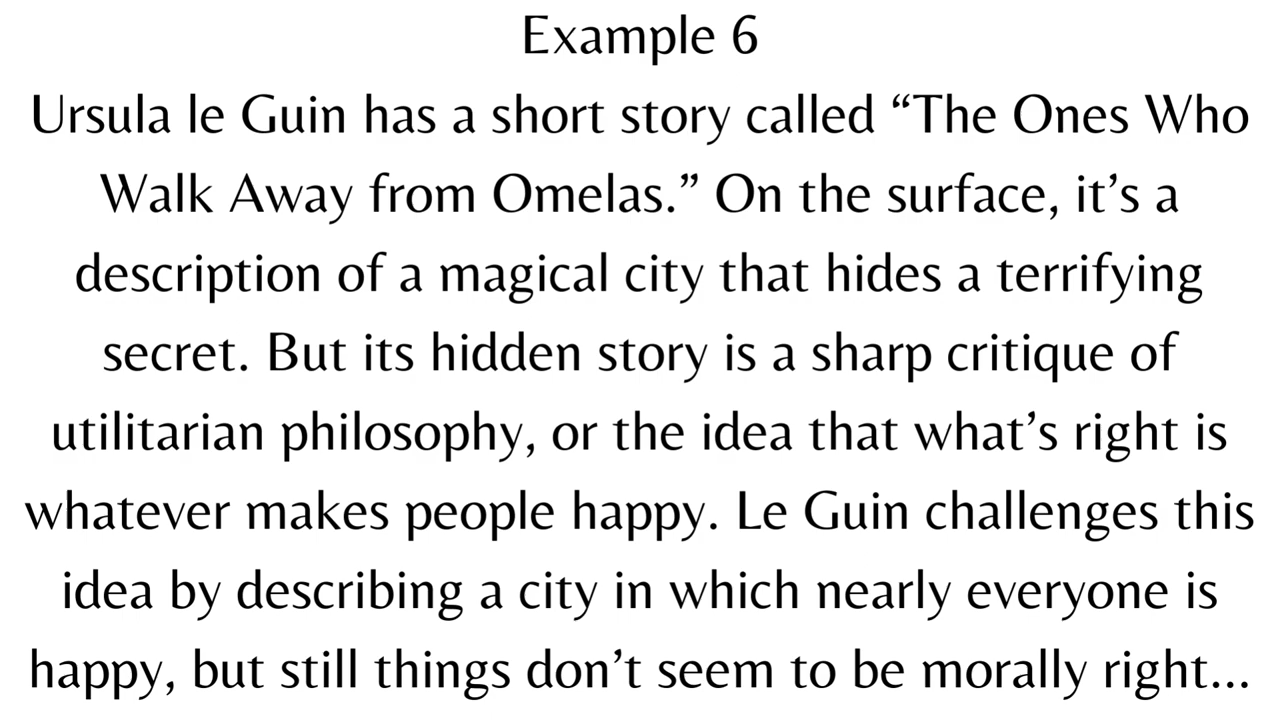 Example 6
Ursula le Guin has a short story called “The Ones Who
Walk Away from Omelas.” On the surface, it’s a
description of a magical city that hides a terrifying
secret. But its hidden story is a sharp critique of
utilitarian philosophy, or the idea that what’s right is
whatever makes people happy. Le Guin challenges this
idea by describing a city in which nearly everyone is
happy, but still things don’t seem to be morally right...